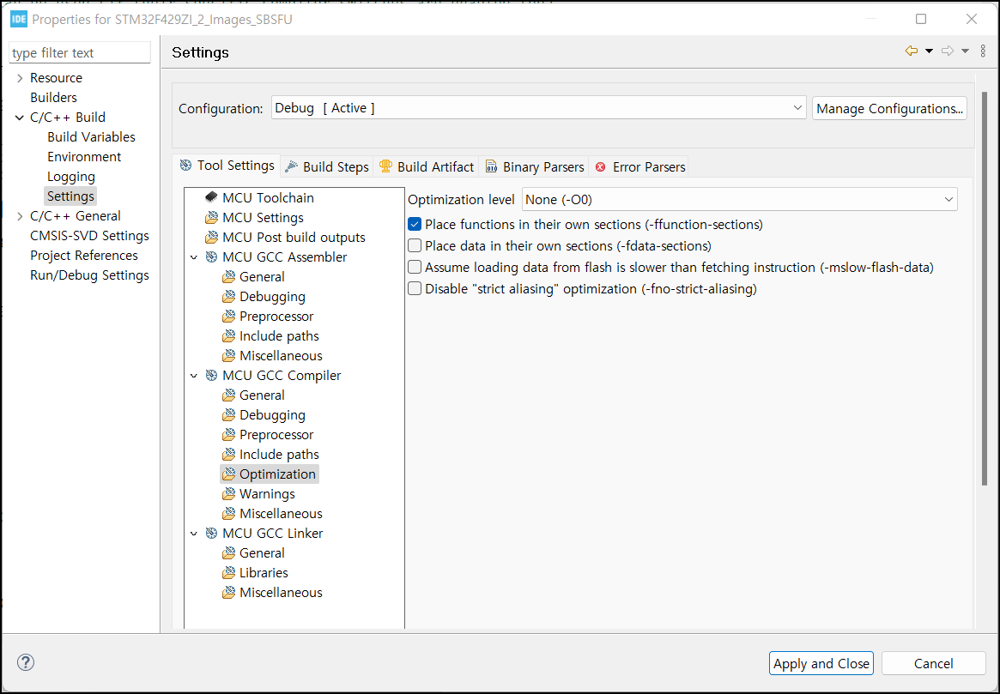 IDE Properties for STM32F429ZI_2_Images_SBSFU
type filter text
Resource
Builders
C/C++ Build
Build Variables
Environment
Logging
Settings
C/C++ General
CMSIS-SVD Settings
Project References
Run/Debug Settings
Settings
Configuration: Debug [ Active ] Manage Configurations...
Tool Settings Build Steps Build Artifact Binary Parsers Error Parsers
MCU Toolchain
MCU Settings
MCU Post build outputs
MCU GCC Assembler
General
Debugging
Preprocessor
Include paths
Miscellaneous
MCU GCC Compiler
General
Debugging
Preprocessor
Include paths
Optimization
Warnings
Miscellaneous
MCU GCC Linker
General
Libraries
Miscellaneous
Optimization level None (-O0)
Place functions in their own sections (-ffunction-sections)
Place data in their own sections (-fdata-sections)
Assume loading data from flash is slower than fetching instruction (-mslow-flash-data)
Disable "strict aliasing" optimization (-fno-strict-aliasing)
?
Apply and Close Cancel